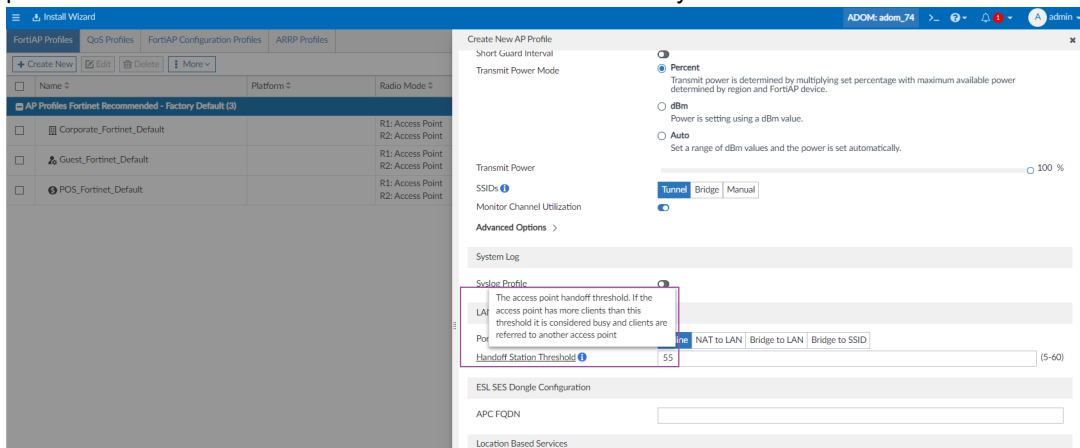 Install Wizard
ADOM: adom_74
>_
?
1
A admin
FortiAP Profiles QoS Profiles FortiAP Configuration Profiles ARRP Profiles
+ Create New Edit Delete More
Name Platform Radio Mode
AP Profiles Fortinet Recommended - Factory Default (3)
Corporate_Fortinet_Default R1: Access Point
R2: Access Point
Guest_Fortinet_Default R1: Access Point
R2: Access Point
POS_Fortinet_Default R1: Access Point
R2: Access Point
Create New AP Profile
Short Guard Interval
Transmit Power Mode
Percent
Transmit power is determined by multiplying set percentage with maximum available power
determined by region and FortiAP device.
dBm
Power is setting using a dBm value.
Auto
Set a range of dBm values and the power is set automatically.
Transmit Power 100 %
SSIDs Tunnel Bridge Manual
Monitor Channel Utilization
Advanced Options >
System Log
Syslog Profile
The access point handoff threshold. If the
access point has more clients than this
threshold it is considered busy and clients are
referred to another access point
NAT to LAN Bridge to LAN Bridge to SSID
Handoff Station Threshold 55 (5-60)
ESL SES Dongle Configuration
APC FQDN
Location Based Services